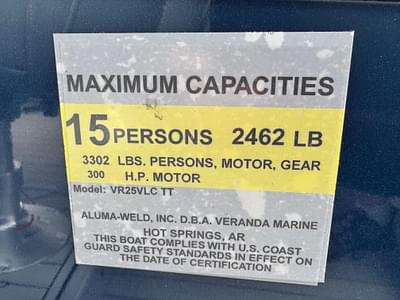 MAXIMUM CAPACITIES
15 PERSONS 2462 LB
3302 LBS. PERSONS, MOTOR, GEAR
300 H.P. MOTOR
Model: VR25VLC TT
ALUMA-WELD, INC. D.B.A. VERANDA MARINE
HOT SPRINGS, AR
THIS BOAT COMPLIES WITH U.S. COAST
GUARD SAFETY STANDARDS IN EFFECT ON
THE DATE OF CERTIFICATION